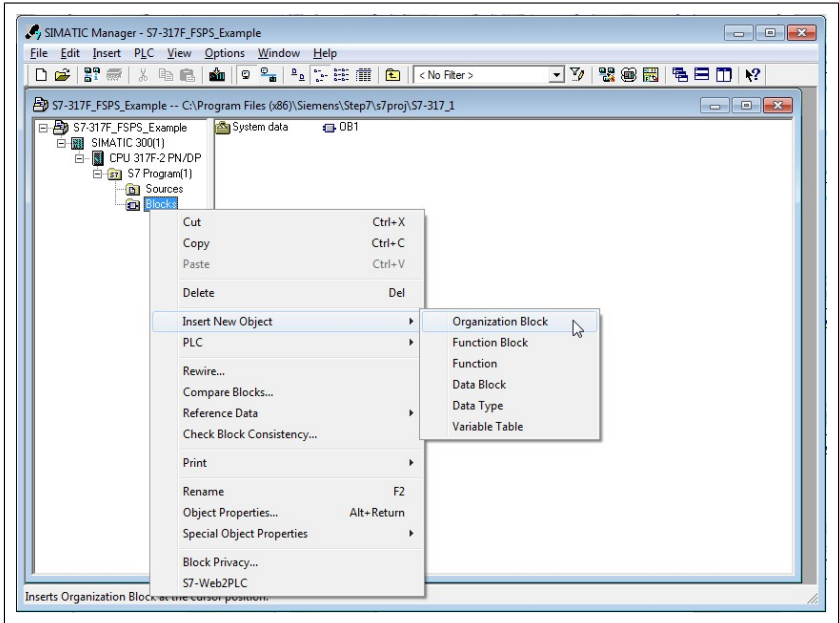 SIMATIC Manager - S7-317F_FSPS_Example
File Edit Insert PLC View Options Window Help
< No Filter >
S7-317F_FSPS_Example -- C:\Program Files (x86)\Siemens\Step7\s7proj\S7-317_1
S7-317F_FSPS_Example
SIMATIC 300(1)
CPU 317F-2 PN/DP
S7 Program(1)
Sources
Blocks
System data OB1
Cut Ctrl+X
Copy Ctrl+C
Paste Ctrl+V
Delete Del
Insert New Object
PLC
Rewire...
Compare Blocks...
Reference Data
Check Block Consistency...
Print
Rename F2
Object Properties... Alt+Return
Special Object Properties
Block Privacy...
S7-Web2PLC
Organization Block
Function Block
Function
Data Block
Data Type
Variable Table
Inserts Organization Block at the cursor position.